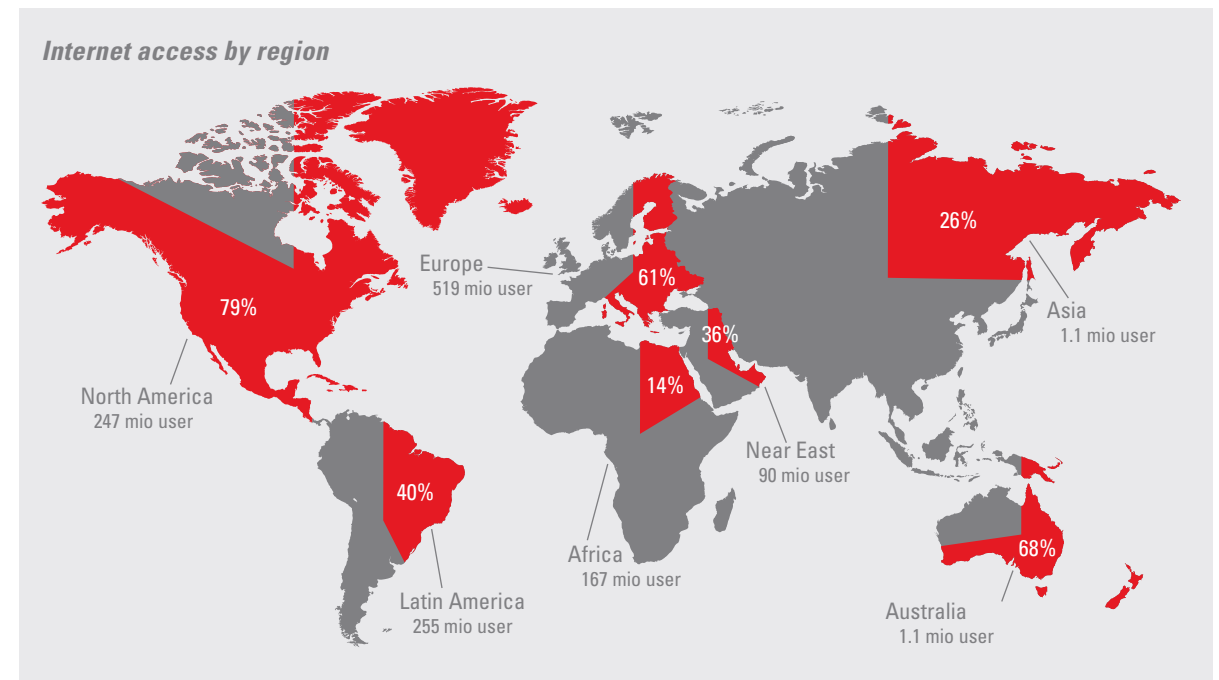 Internet access by region
79%
North America
247 mio user
40%
Latin America
255 mio user
Europe
519 mio user
61%
14%
Africa
167 mio user
36%
Near East
90 mio user
26%
Asia
1.1 mio user
68%
Australia
1.1 mio user